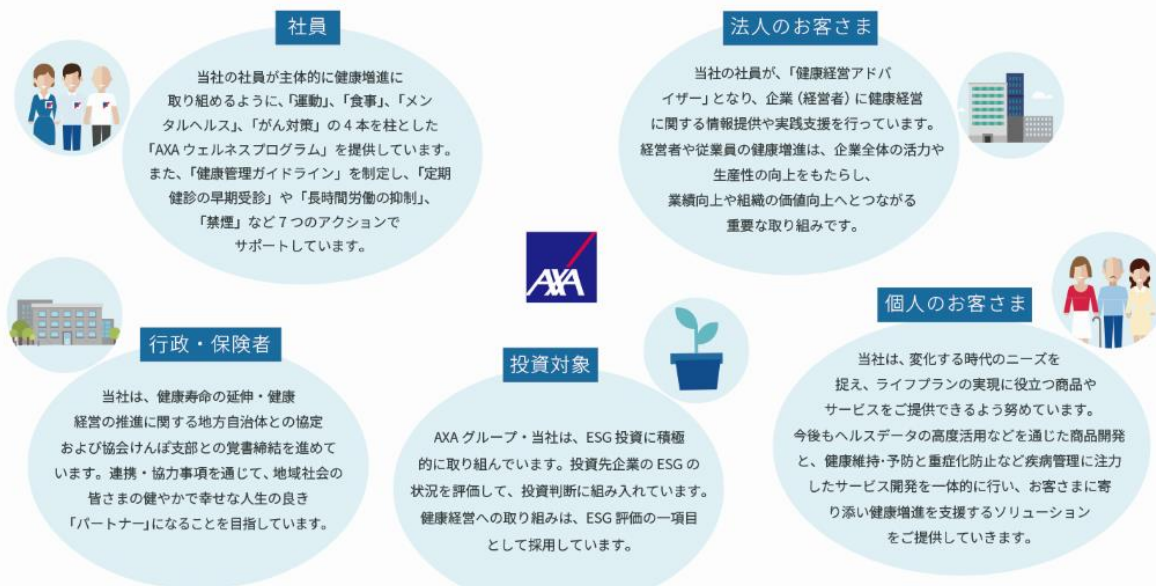 社員
当社の社員が主体的に健康増進に
取り組めるように、「運動」、「食事」、「メン
タルヘルス」、「がん対策」の4本を柱とした
「AXAウェルネスプログラム」を提供しています。
また、「健康管理ガイドライン」を制定し、「定期
健診の早期受診」や「長時間労働の抑制」、
「禁煙」など7つのアクションで
サポートしています。
法人のお客さま
当社の社員が、「健康経営アドバ
イザー」となり、企業（経営者）に健康経営
に関する情報提供や実践支援を行っています。
経営者や従業員の健康増進は、企業全体の活力や
生産性の向上をもたらし、
業績向上や組織の価値向上へとつながる
重要な取り組みです。
AXA
行政・保険者
当社は、健康寿命の延伸・健康
経営の推進に関する地方自治体との協定
および協会けんぽ支部との覚書締結を進めて
います。連携・協力事項を通じて、地域社会の
皆さまの健やかで幸せな人生の良き
「パートナー」になることを目指しています。
投資対象
AXAグループ・当社は、ESG投資に積極
的に取り組んでいます。投資先企業のESGの
状況を評価して、投資判断に組み入れています。
健康経営への取り組みは、ESG評価の一項目
として採用しています。
個人のお客さま
当社は、変化する時代のニーズを
捉え、ライフプランの実現に役立つ商品や
サービスをご提供できるよう努めています。
今後もヘルスデータの高度活用などを通じた商品開発
と、健康維持・予防と重症化防止など疾病管理に注力
したサービス開発を一体的に行い、お客さまに寄
り添い健康増進を支援するソリューション
をご提供していきます。